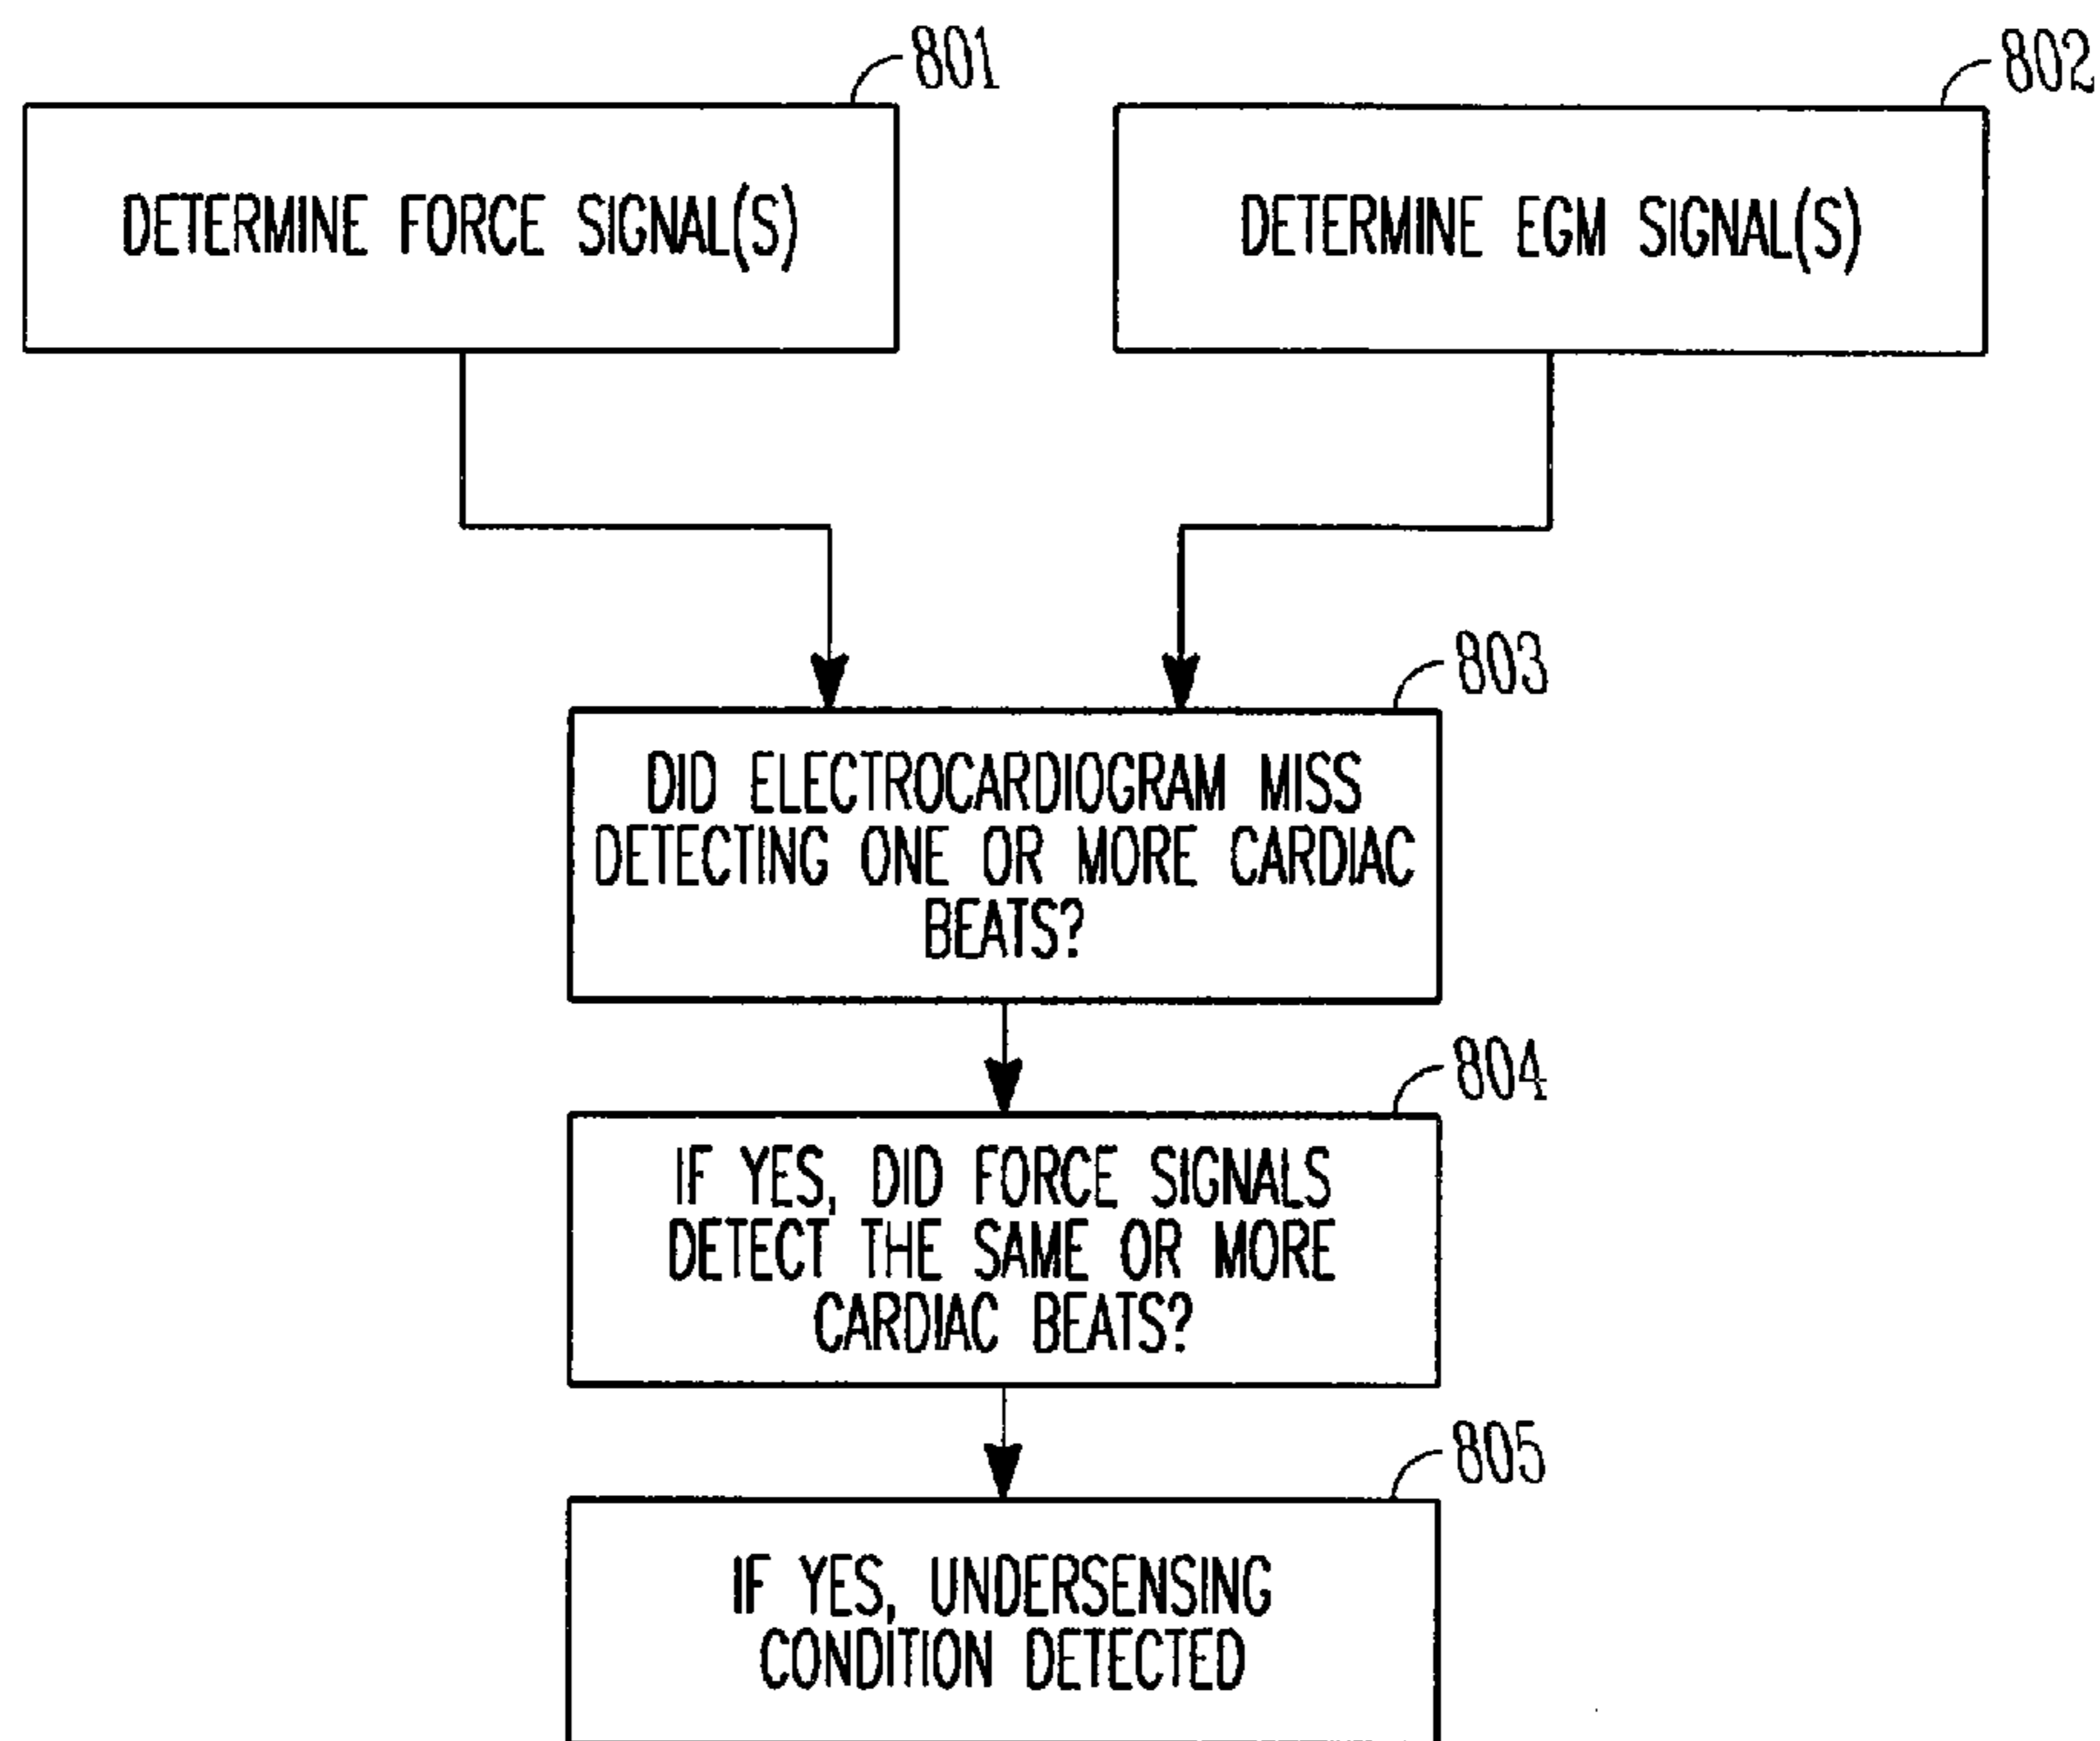 801
802
DETERMINE FORCE SIGNAL(S)
DETERMINE EGM SIGNAL(S)
803
DID ELECTROCARDIOGRAM MISS
DETECTING ONE OR MORE CARDIAC
BEATS?
804
IF YES, DID FORCE SIGNALS
DETECT THE SAME OR MORE
CARDIAC BEATS?
805
IF YES, UNDERSENSING
CONDITION DETECTED